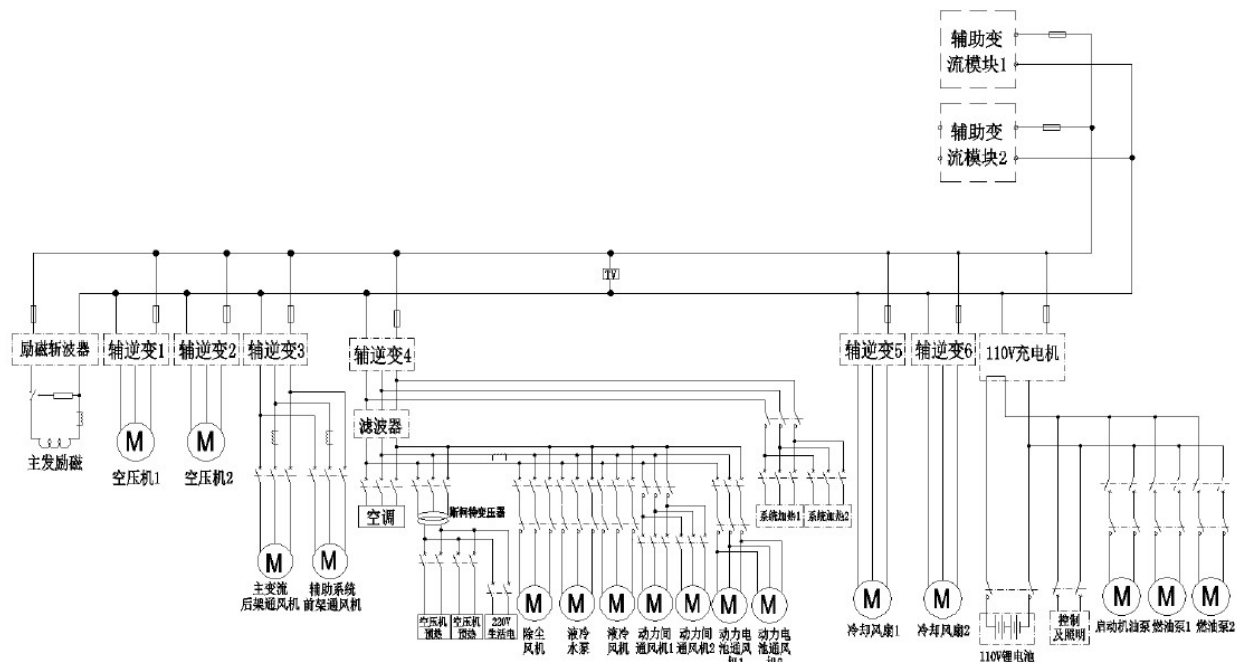 辅助变
流模块1
辅助变
流模块2
TV
励磁斩波器
辅逆变1
辅逆变2
辅逆变3
辅逆变4
辅逆变5
辅逆变6
110V充电机
滤波器
主发励磁
M
空压机1
M
空压机2
空调
斯柯特变压器
系统加热1
系统加热2
M
主变流
后架通风机
M
辅助系统
前架通风机
空压机
预热
空压机
预热
220V
生活电
M
除尘
风机
M
液冷
水泵
M
液冷
风机
M
动力间
通风机1
M
动力间
通风机2
M
动力电
池通风
机1
M
动力电
池通风
M
冷却风扇1
M
冷却风扇2
110V锂电池
控制
及照明
M
启动机油泵
M
燃油泵1
M
燃油泵2